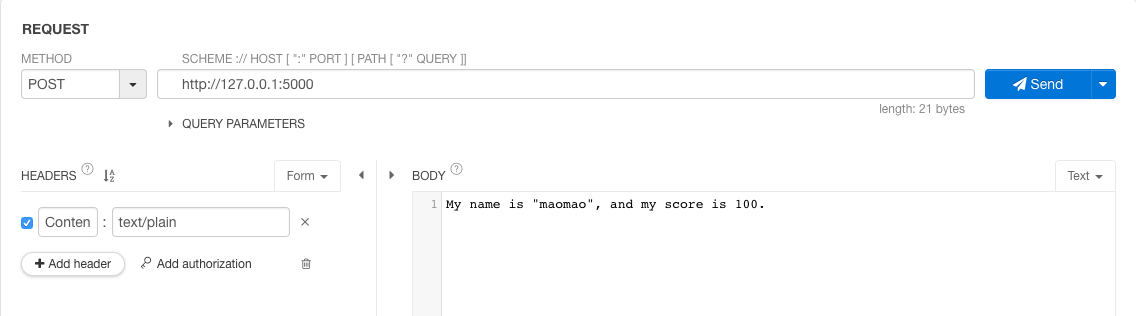 REQUEST
METHOD
SCHEME :// HOST [ ":" PORT ] [ PATH [ "?" QUERY ]]
POST
http://127.0.0.1:5000
Send
length: 21 bytes
QUERY PARAMETERS
HEADERS ? A Z
Form
BODY ?
Text
1 My name is "maomao", and my score is 100.
Conten : text/plain ×
+ Add header
Add authorization